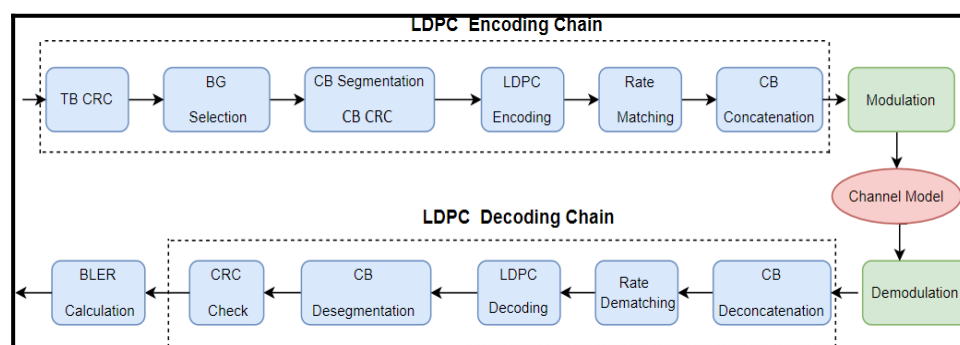 LDPC Encoding Chain
TB CRC
BG
Selection
CB Segmentation
CB CRC
LDPC
Encoding
Rate
Matching
CB
Concatenation
Modulation
Channel Model
LDPC Decoding Chain
BLER
Calculation
CRC
Check
CB
Desegmentation
LDPC
Decoding
Rate
Dematching
CB
Deconcatenation
Demodulation